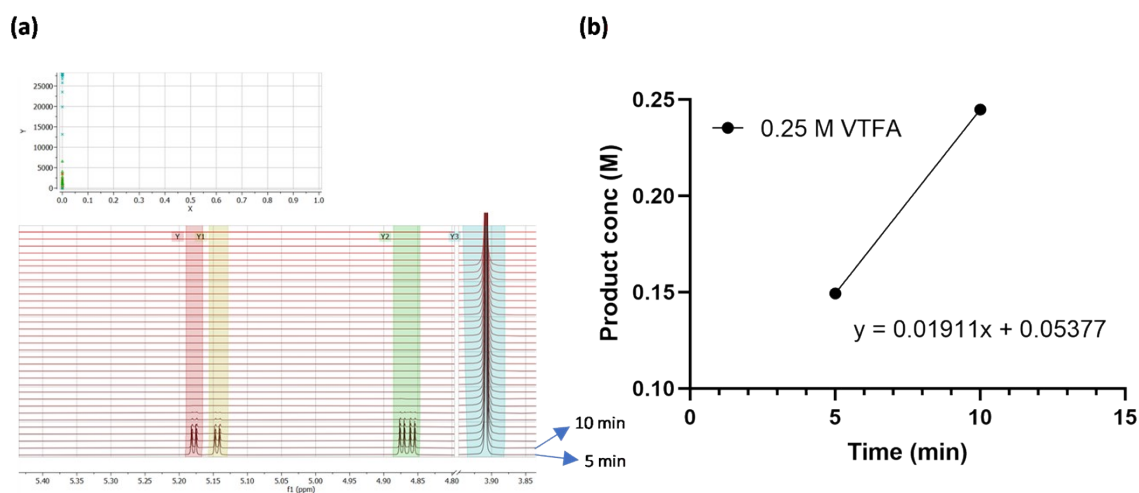 (a)
(b)
25000
20000
15000
10000
5000
0
Y
0.0 0.1 0.2 0.3 0.4 0.5 0.6 0.7 0.8 0.9 1.0
X
Y Y1 Y2 Y3
10 min
5 min
5.40 5.35 5.30 5.25 5.20 5.15 5.10 5.05 5.00 4.95 4.90 4.85 4.80 3.90 3.85
f1 (ppm)
0.25
0.20
0.15
0.10
Product conc (M)
0.25 M VTFA
y = 0.01911x + 0.05377
0 5 10 15
Time (min)